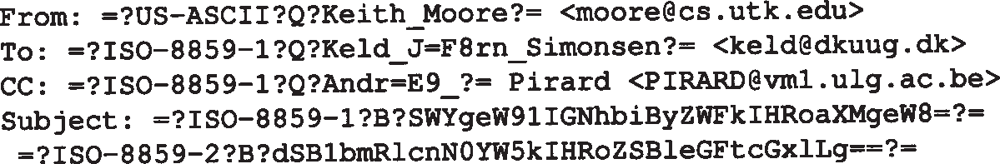 From: =?US-ASCII?Q?Keith_Moore?= <moore@cs.utk.edu>
To: =?ISO-8859-1?Q?Keld_J=F8rn_Simonsen?= <keld@dkuug.dk>
CC: =?ISO-8859-1?Q?Andr=E9_?= Pirard <PIRARD@vm1.ulg.ac.be>
Subject: =?ISO-8859-1?B?SWYgeW91IGNhbiByZWFkIHRoaXMgeW8=?=
=?ISO-8859-2?B?dSB1bmRlcnN0YW5kIHRoZSBleGFtcGxlLg==?=